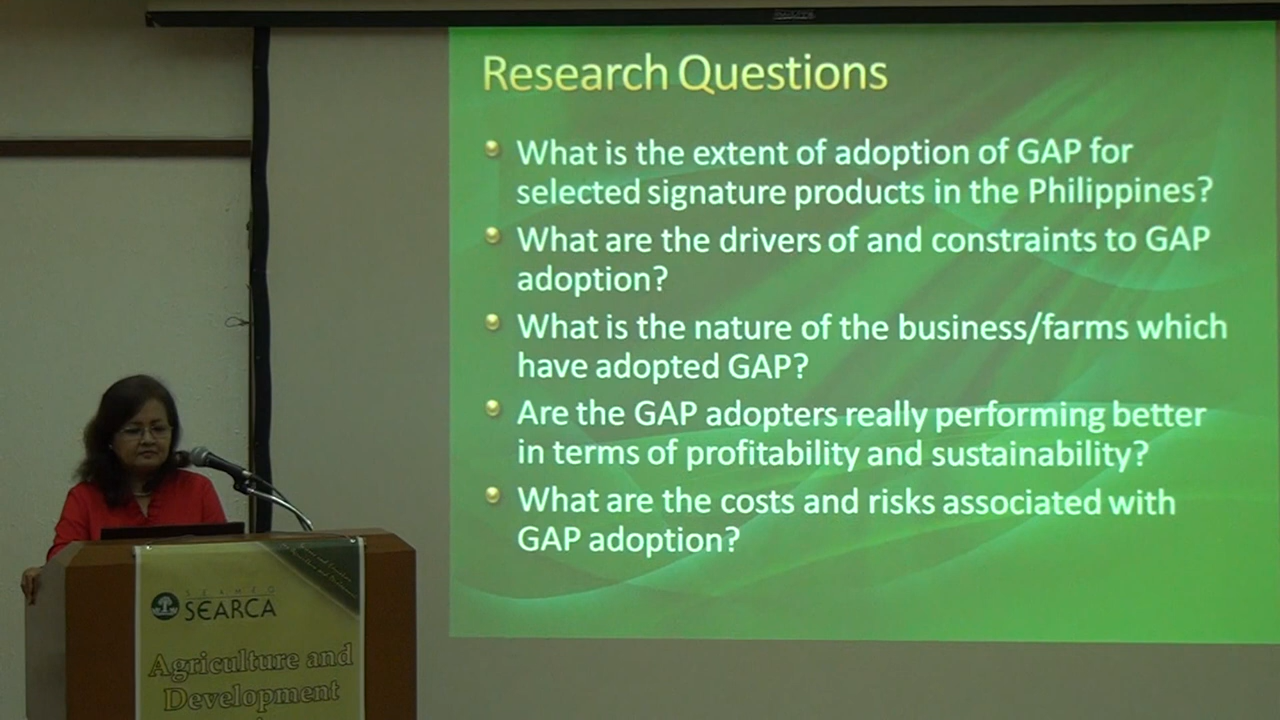 Research Questions
What is the extent of adoption of GAP for
selected signature products in the Philippines?
What are the drivers of and constraints to GAP
adoption?
What is the nature of the business/farms which
have adopted GAP?
Are the GAP adopters really performing better
in terms of profitability and sustainability?
What are the costs and risks associated with
GAP adoption?
SEAMEO
SEARCA
Agriculture and
Development